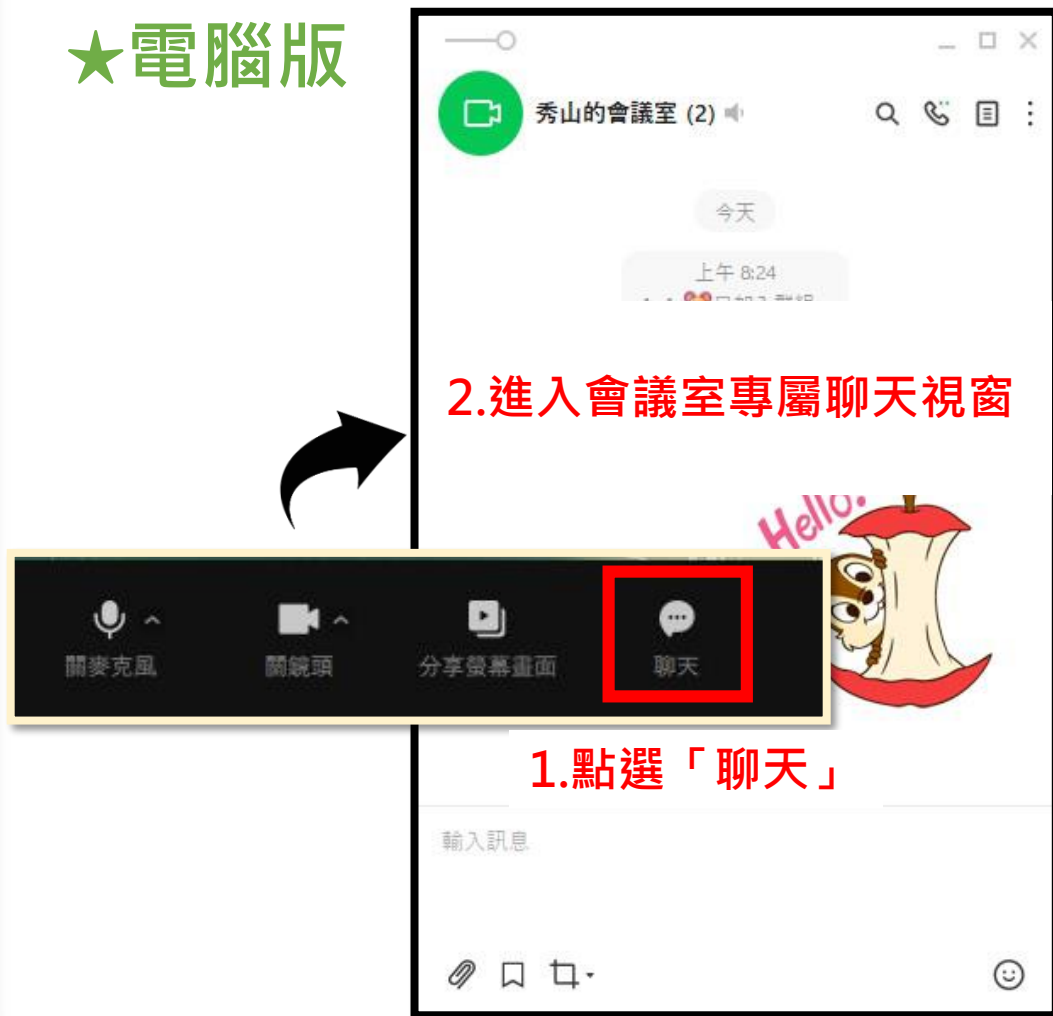 ★電腦版
秀山的會議室 (2)
今天
上午 8:24
2.進入會議室專屬聊天視窗
Hello!
關麥克風
關鏡頭
分享螢幕畫面
聊天
1.點選「聊天」
輸入訊息